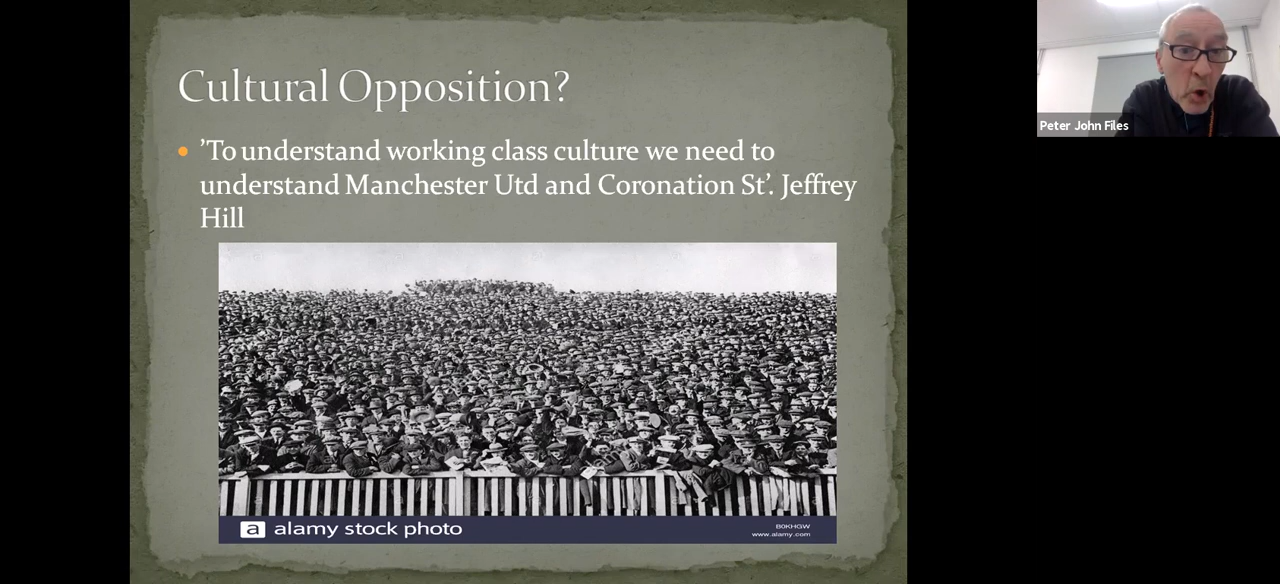 Cultural Opposition?
’To understand working class culture we need to
understand Manchester Utd and Coronation St’. Jeffrey
Hill
a alamy stock photo
B0KHGW
www.alamy.com
Peter John Files